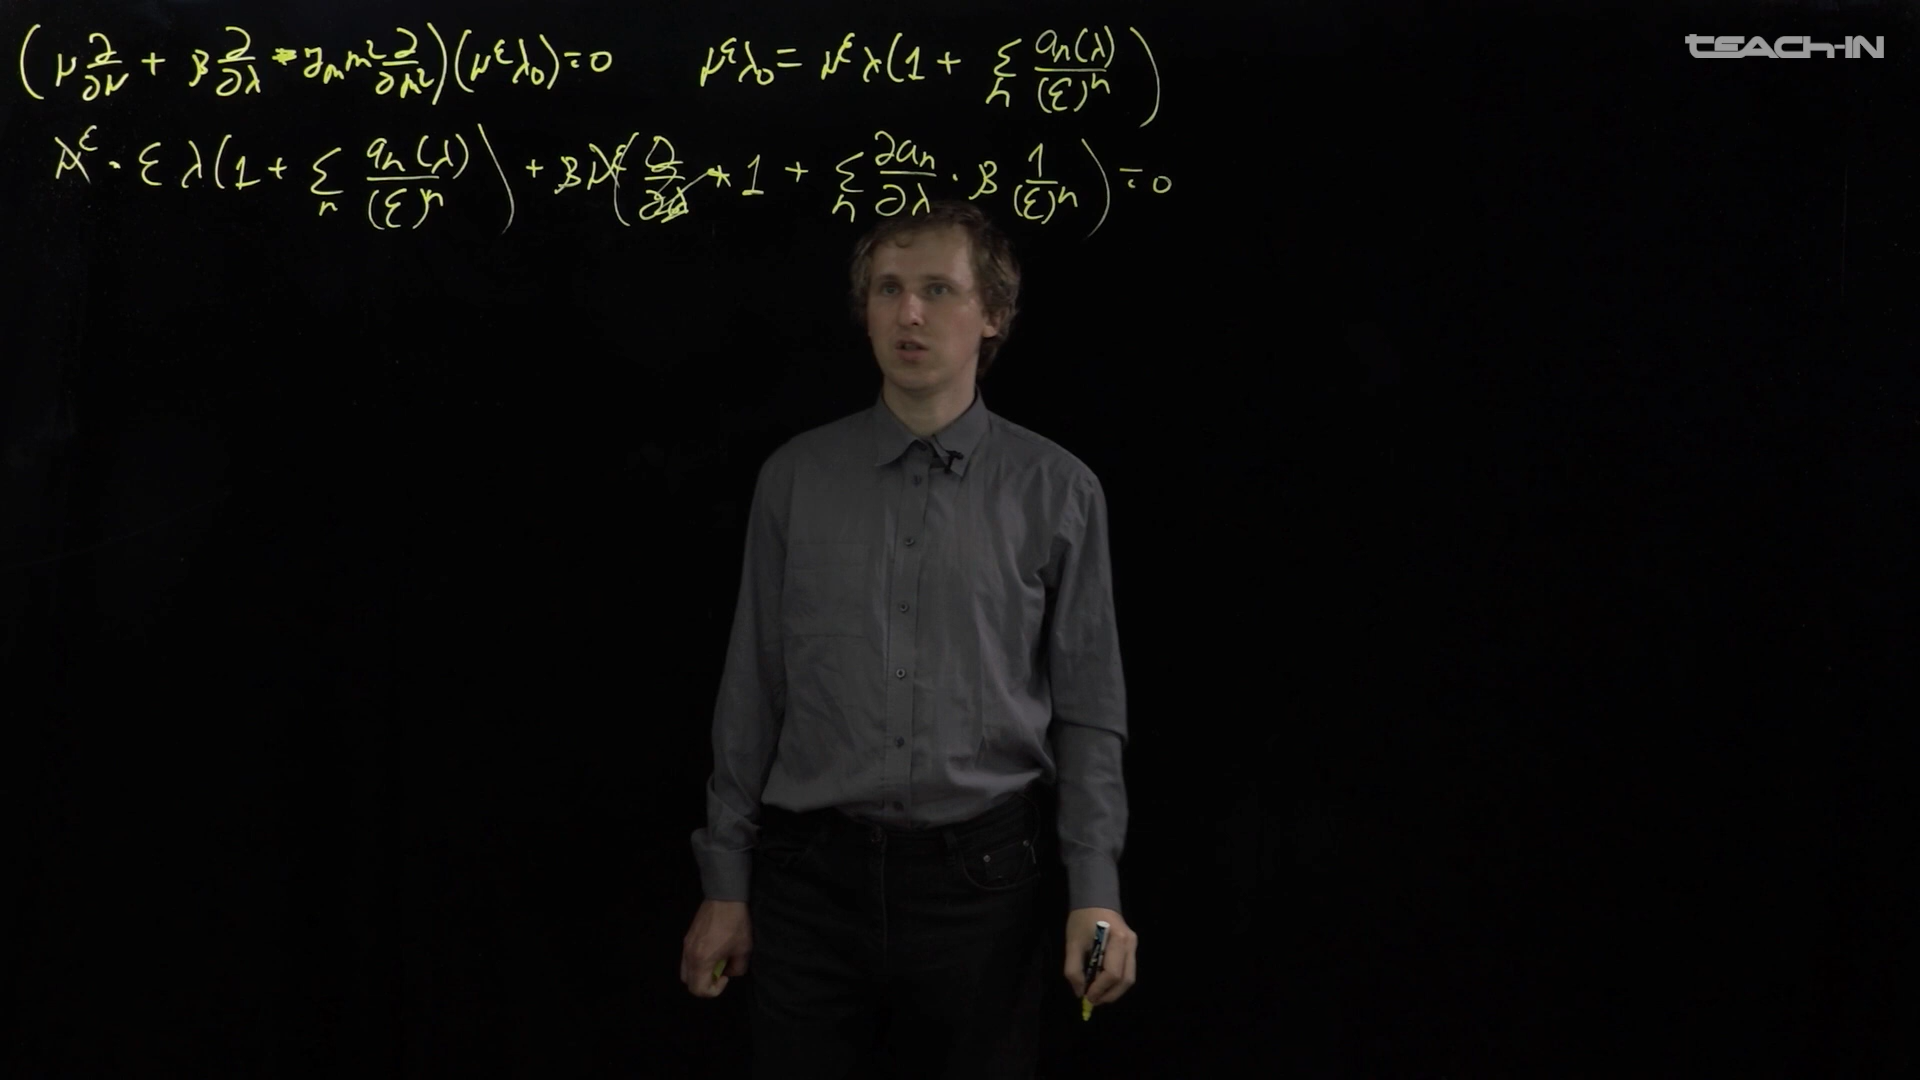 TEACH-IN
(μ ∂/∂μ + β ∂/∂λ - γₘ m² ∂/∂m²)(μ^ε λ₀) = 0    μ^ε λ₀ = μ^ε λ(1 + Σₙ aₙ(λ)/(ε)ⁿ)
μ^ε · ε λ(1 + Σₙ aₙ(λ)/(ε)ⁿ) + β (1 + Σₙ ∂aₙ/∂λ · β 1/(ε)ⁿ) = 0